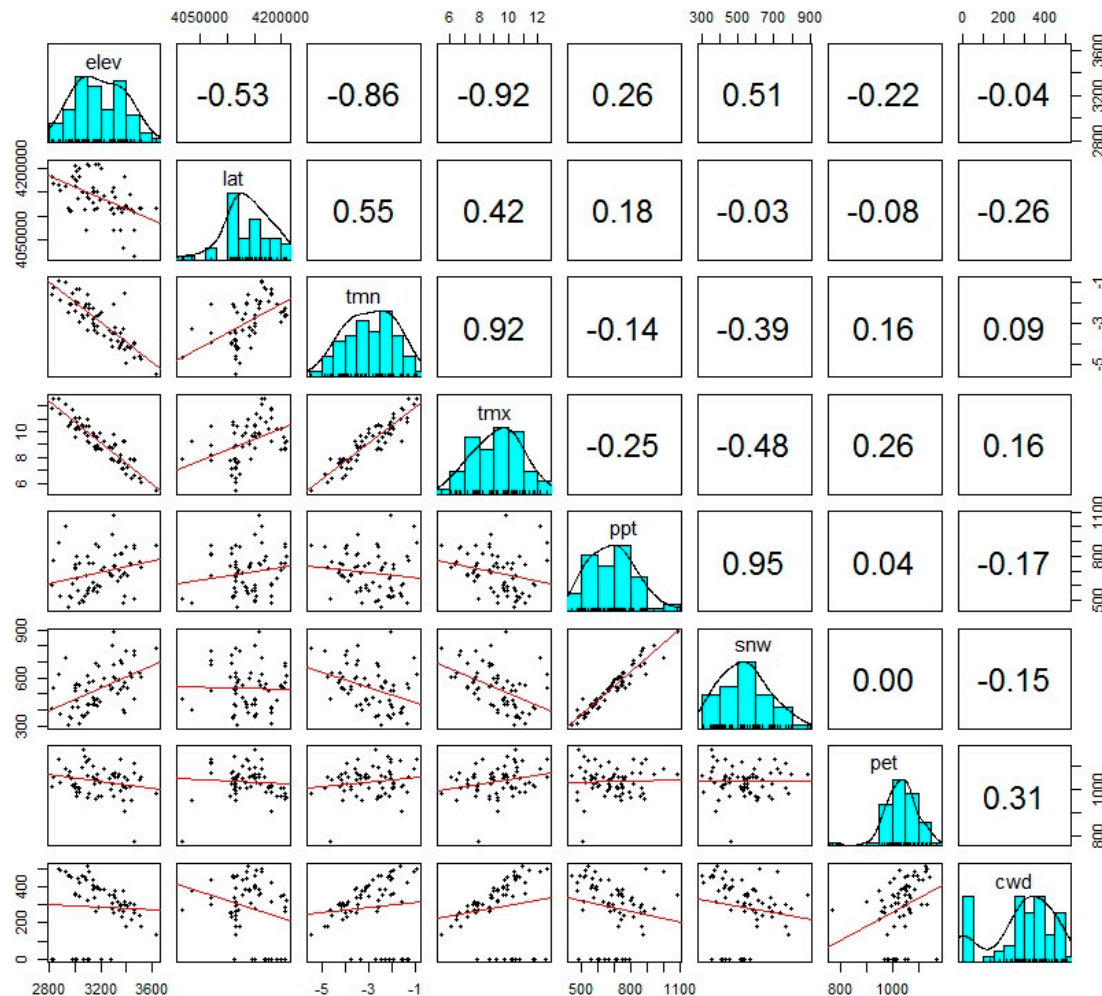 4050000 4200000 6 8 10 12 300 500 700 900 0 200 400
elev -0.53 -0.86 -0.92 0.26 0.51 -0.22 -0.04
2800 3200 3600
4050000 4200000
lat 0.55 0.42 0.18 -0.03 -0.08 -0.26
tmn 0.92 -0.14 -0.39 0.16 0.09
-5 -3 -1
6 8 10
tmx -0.25 -0.48 0.26 0.16
ppt 0.95 0.04 -0.17
500 800 1100
300 600 900
snw 0.00 -0.15
pet 0.31
800 1000
0 200 400
cwd
2800 3200 3600 -5 -3 -1 500 800 1100 800 1000